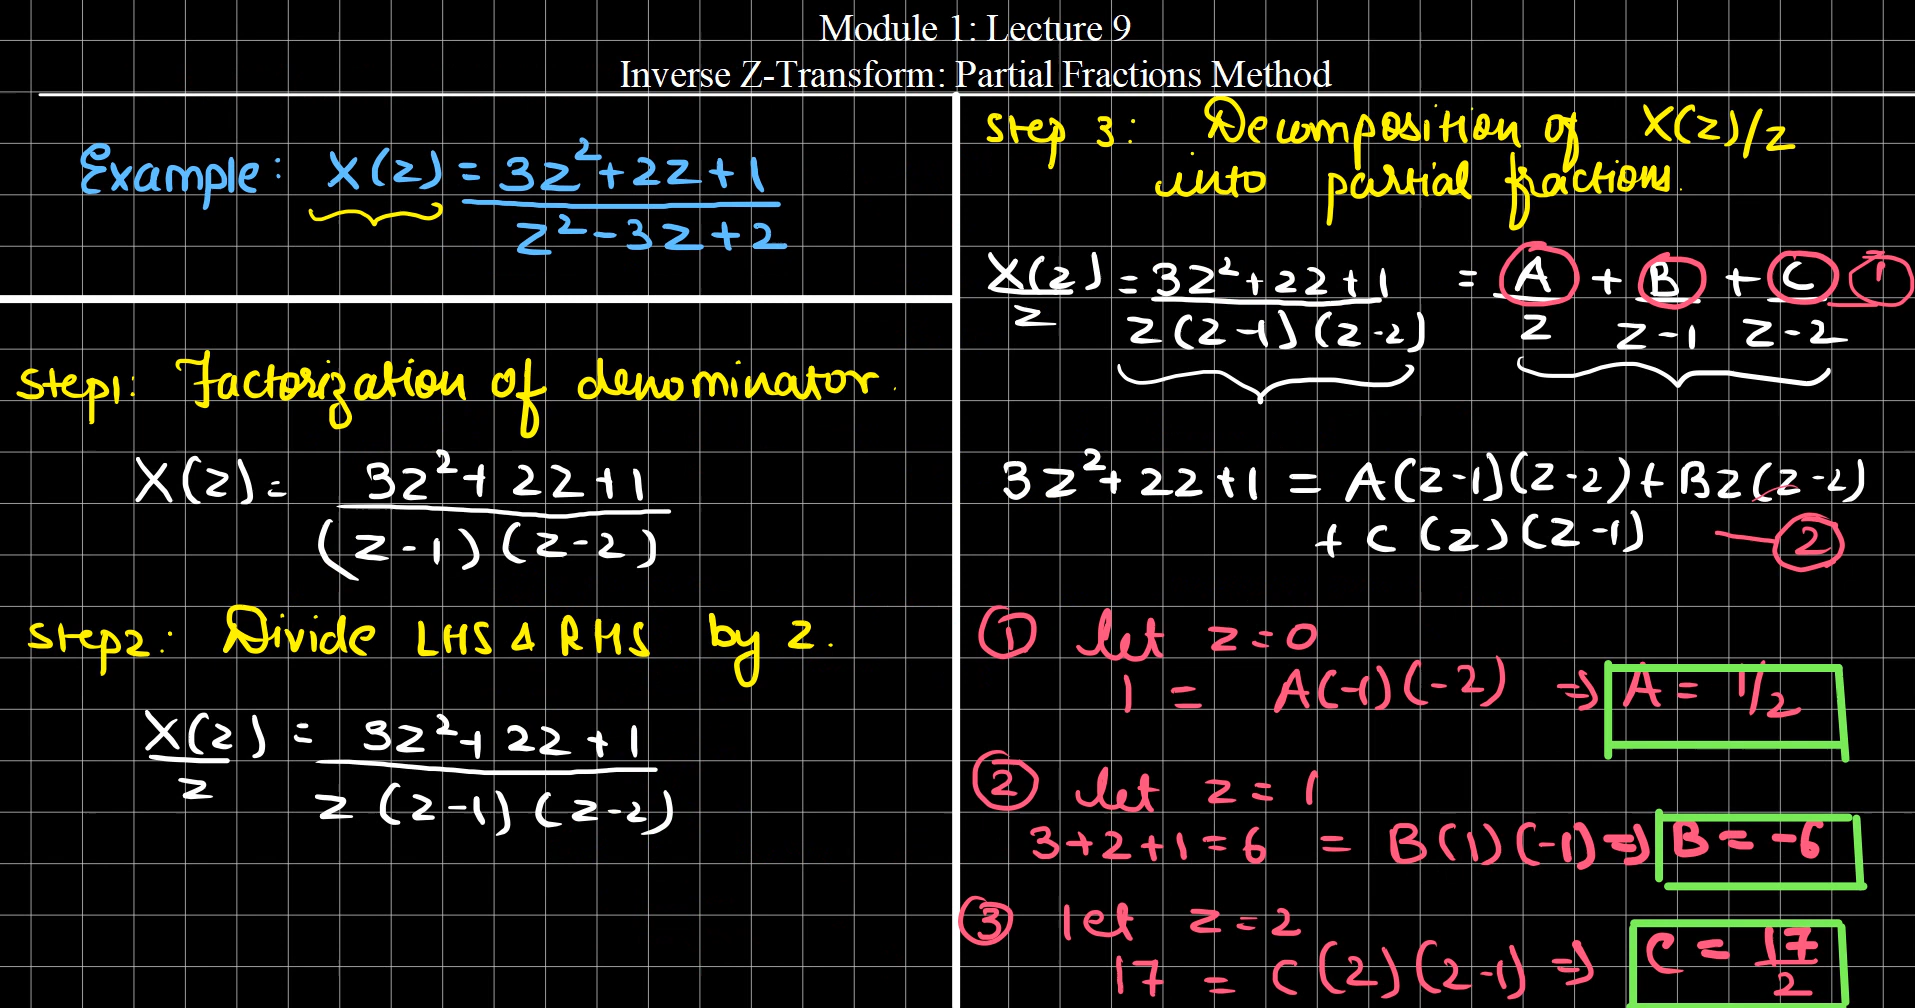 Module 1: Lecture 9
Inverse Z-Transform: Partial Fractions Method
Example: X(z) = 3z²+2z+1
z²-3z+2
Step1: Factorization of denominator.
X(z) = 3z²+2z+1
(z-1)(z-2)
Step2: Divide LHS & RHS by z.
X(z) = 3z²+2z+1
z z(z-1)(z-2)
Step 3: Decomposition of X(z)/z
into partial fractions.
X(z) = 3z²+2z+1 = A + B + C 1
z z(z-1)(z-2) z z-1 z-2
3z²+2z+1 = A(z-1)(z-2)+Bz(z-2)
+ C(z)(z-1) — 2
1 let z=0
1 = A(-1)(-2) ⇒ A = 1/2
2 let z=1
3+2+1=6 = B(1)(-1) ⇒ B = -6
3 let z=2
17 = C(2)(2-1) ⇒ C = 17
2